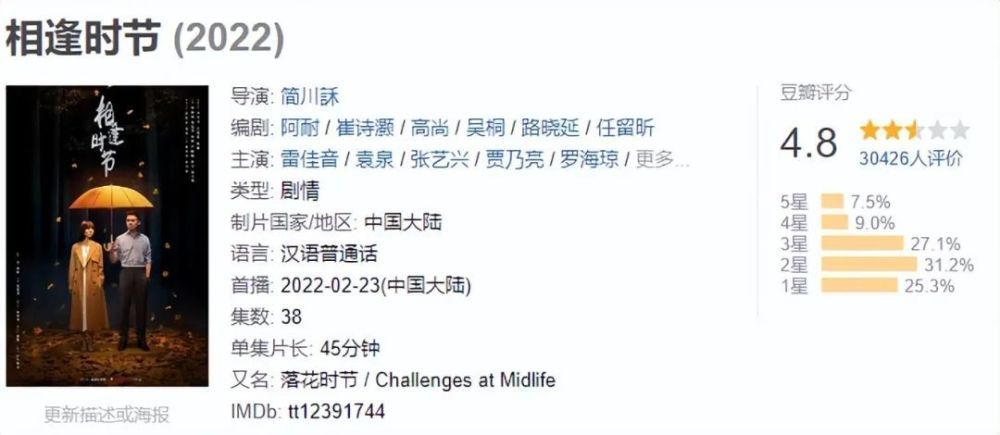 相逢时节 (2022)
相逢时节
更新描述或海报
导演: 简川訸
编剧: 阿耐 / 崔诗灏 / 高尚 / 吴桐 / 路晓延 / 任留昕
主演: 雷佳音 / 袁泉 / 张艺兴 / 贾乃亮 / 罗海琼 / 更多...
类型: 剧情
制片国家/地区: 中国大陆
语言: 汉语普通话
首播: 2022-02-23(中国大陆)
集数: 38
单集片长: 45分钟
又名: 落花时节 / Challenges at Midlife
IMDb: tt12391744
豆瓣评分
4.8
30426人评价
5星 7.5%
4星 9.0%
3星 27.1%
2星 31.2%
1星 25.3%